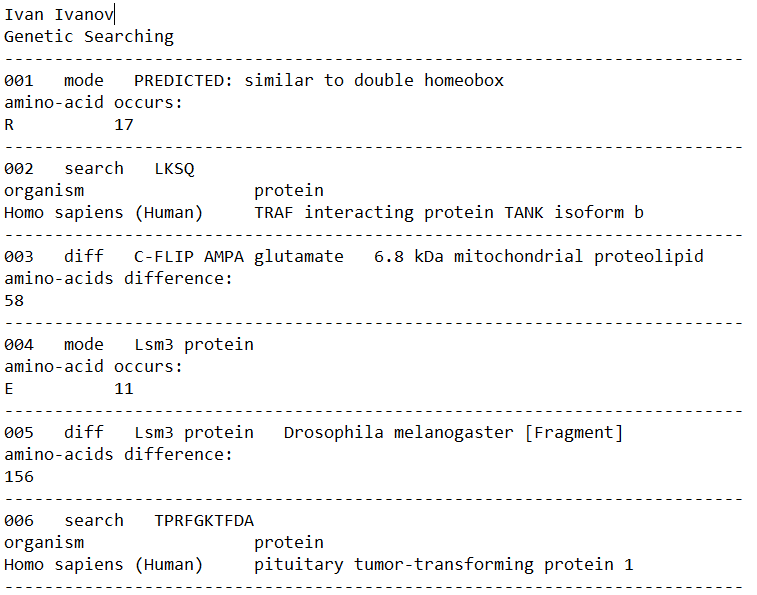 Ivan Ivanov
Genetic Searching
--------------------------------------------------------------------------
001   mode   PREDICTED: similar to double homeobox
amino-acid occurs:
R          17
--------------------------------------------------------------------------
002   search   LKSQ
organism                 protein
Homo sapiens (Human)     TRAF interacting protein TANK isoform b
--------------------------------------------------------------------------
003   diff   C-FLIP AMPA glutamate   6.8 kDa mitochondrial proteolipid
amino-acids difference:
58
--------------------------------------------------------------------------
004   mode   Lsm3 protein
amino-acid occurs:
E          11
--------------------------------------------------------------------------
005   diff   Lsm3 protein   Drosophila melanogaster [Fragment]
amino-acids difference:
156
--------------------------------------------------------------------------
006   search   TPRFGKTFDA
organism                 protein
Homo sapiens (Human)     pituitary tumor-transforming protein 1
--------------------------------------------------------------------------